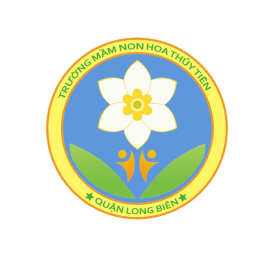 TRƯỜNG MẦM NON HOA THỦY TIÊN
QUẬN LONG BIÊN